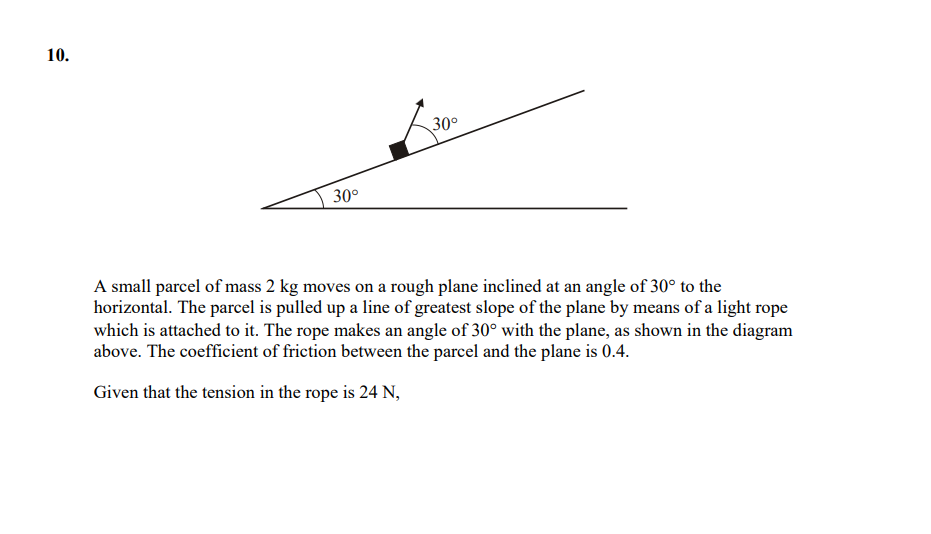 10.
30°
30°
A small parcel of mass 2 kg moves on a rough plane inclined at an angle of 30° to the
horizontal. The parcel is pulled up a line of greatest slope of the plane by means of a light rope
which is attached to it. The rope makes an angle of 30° with the plane, as shown in the diagram
above. The coefficient of friction between the parcel and the plane is 0.4.
Given that the tension in the rope is 24 N,